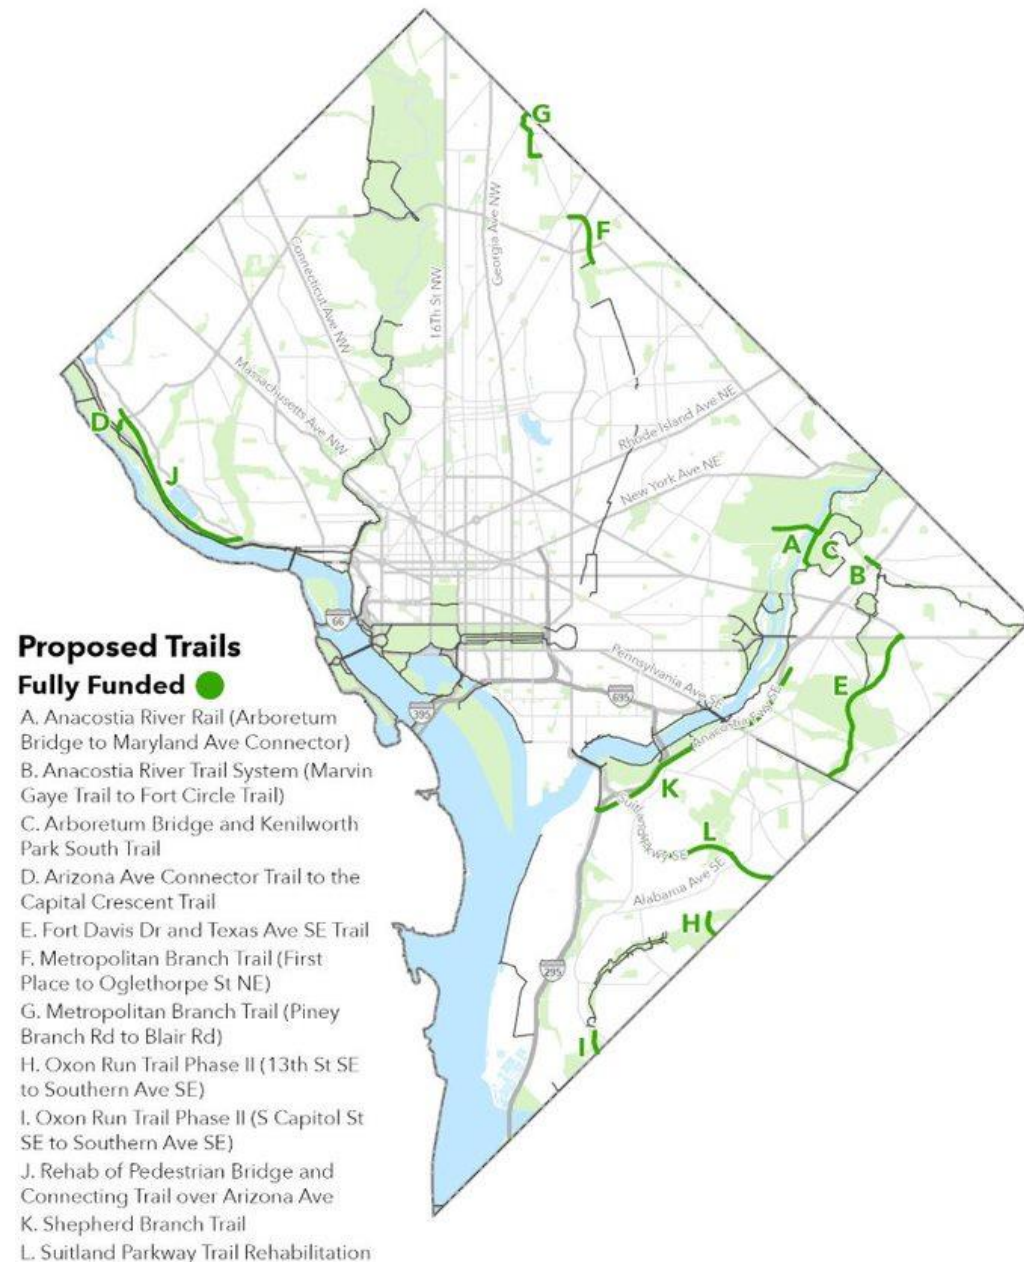 G
F
Georgia Ave NW
16Th St NW
Connecticut Ave NW
Massachusetts Ave NW
Rhode Island Ave NE
New York Ave NE
D
J
A
C
B
66
395
695
Pennsylvania Ave SE
Anacostia Fwy SE
E
K
Suitland Pkwy SE
L
Alabama Ave SE
H
295
I
Proposed Trails
Fully Funded
A. Anacostia River Rail (Arboretum
Bridge to Maryland Ave Connector)
B. Anacostia River Trail System (Marvin
Gaye Trail to Fort Circle Trail)
C. Arboretum Bridge and Kenilworth
Park South Trail
D. Arizona Ave Connector Trail to the
Capital Crescent Trail
E. Fort Davis Dr and Texas Ave SE Trail
F. Metropolitan Branch Trail (First
Place to Oglethorpe St NE)
G. Metropolitan Branch Trail (Piney
Branch Rd to Blair Rd)
H. Oxon Run Trail Phase II (13th St SE
to Southern Ave SE)
I. Oxon Run Trail Phase II (S Capitol St
SE to Southern Ave SE)
J. Rehab of Pedestrian Bridge and
Connecting Trail over Arizona Ave
K. Shepherd Branch Trail
L. Suitland Parkway Trail Rehabilitation